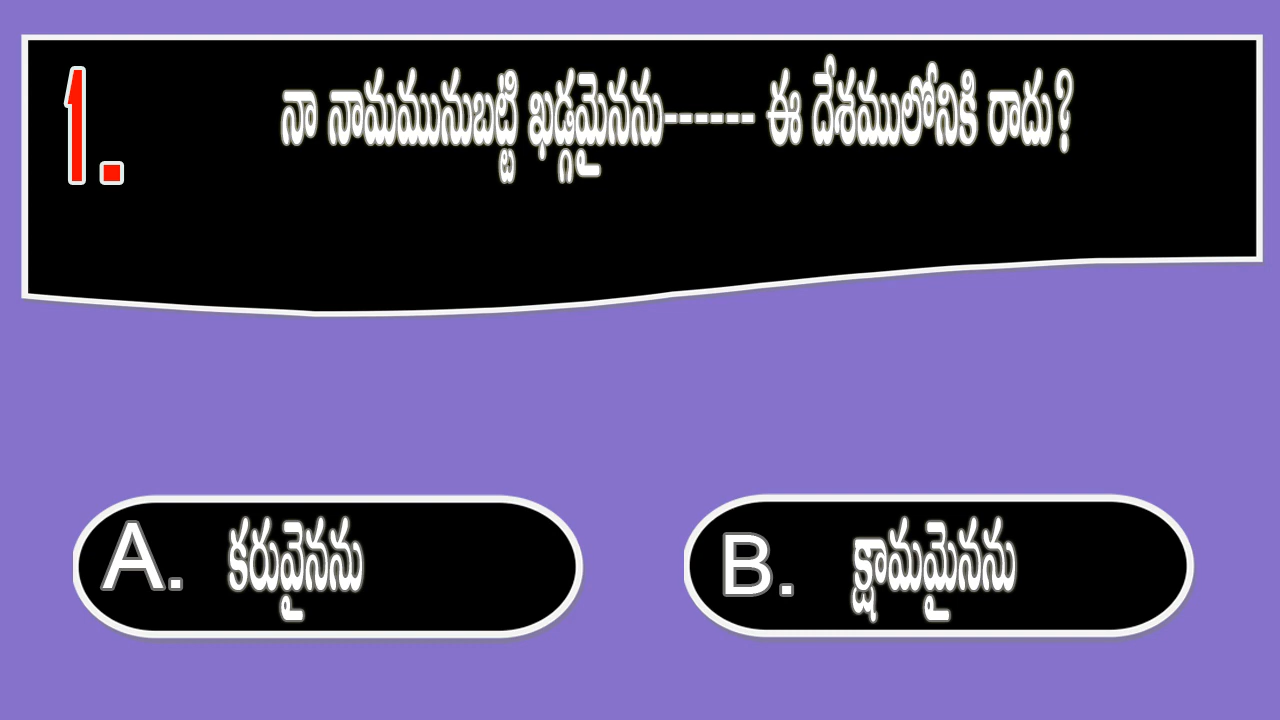 1. నా నామమునుబట్టి ఖడ్గమైనను------ ఈ దేశములోనికి రాదు?
A. కరువైనను
B. క్షామమైనను